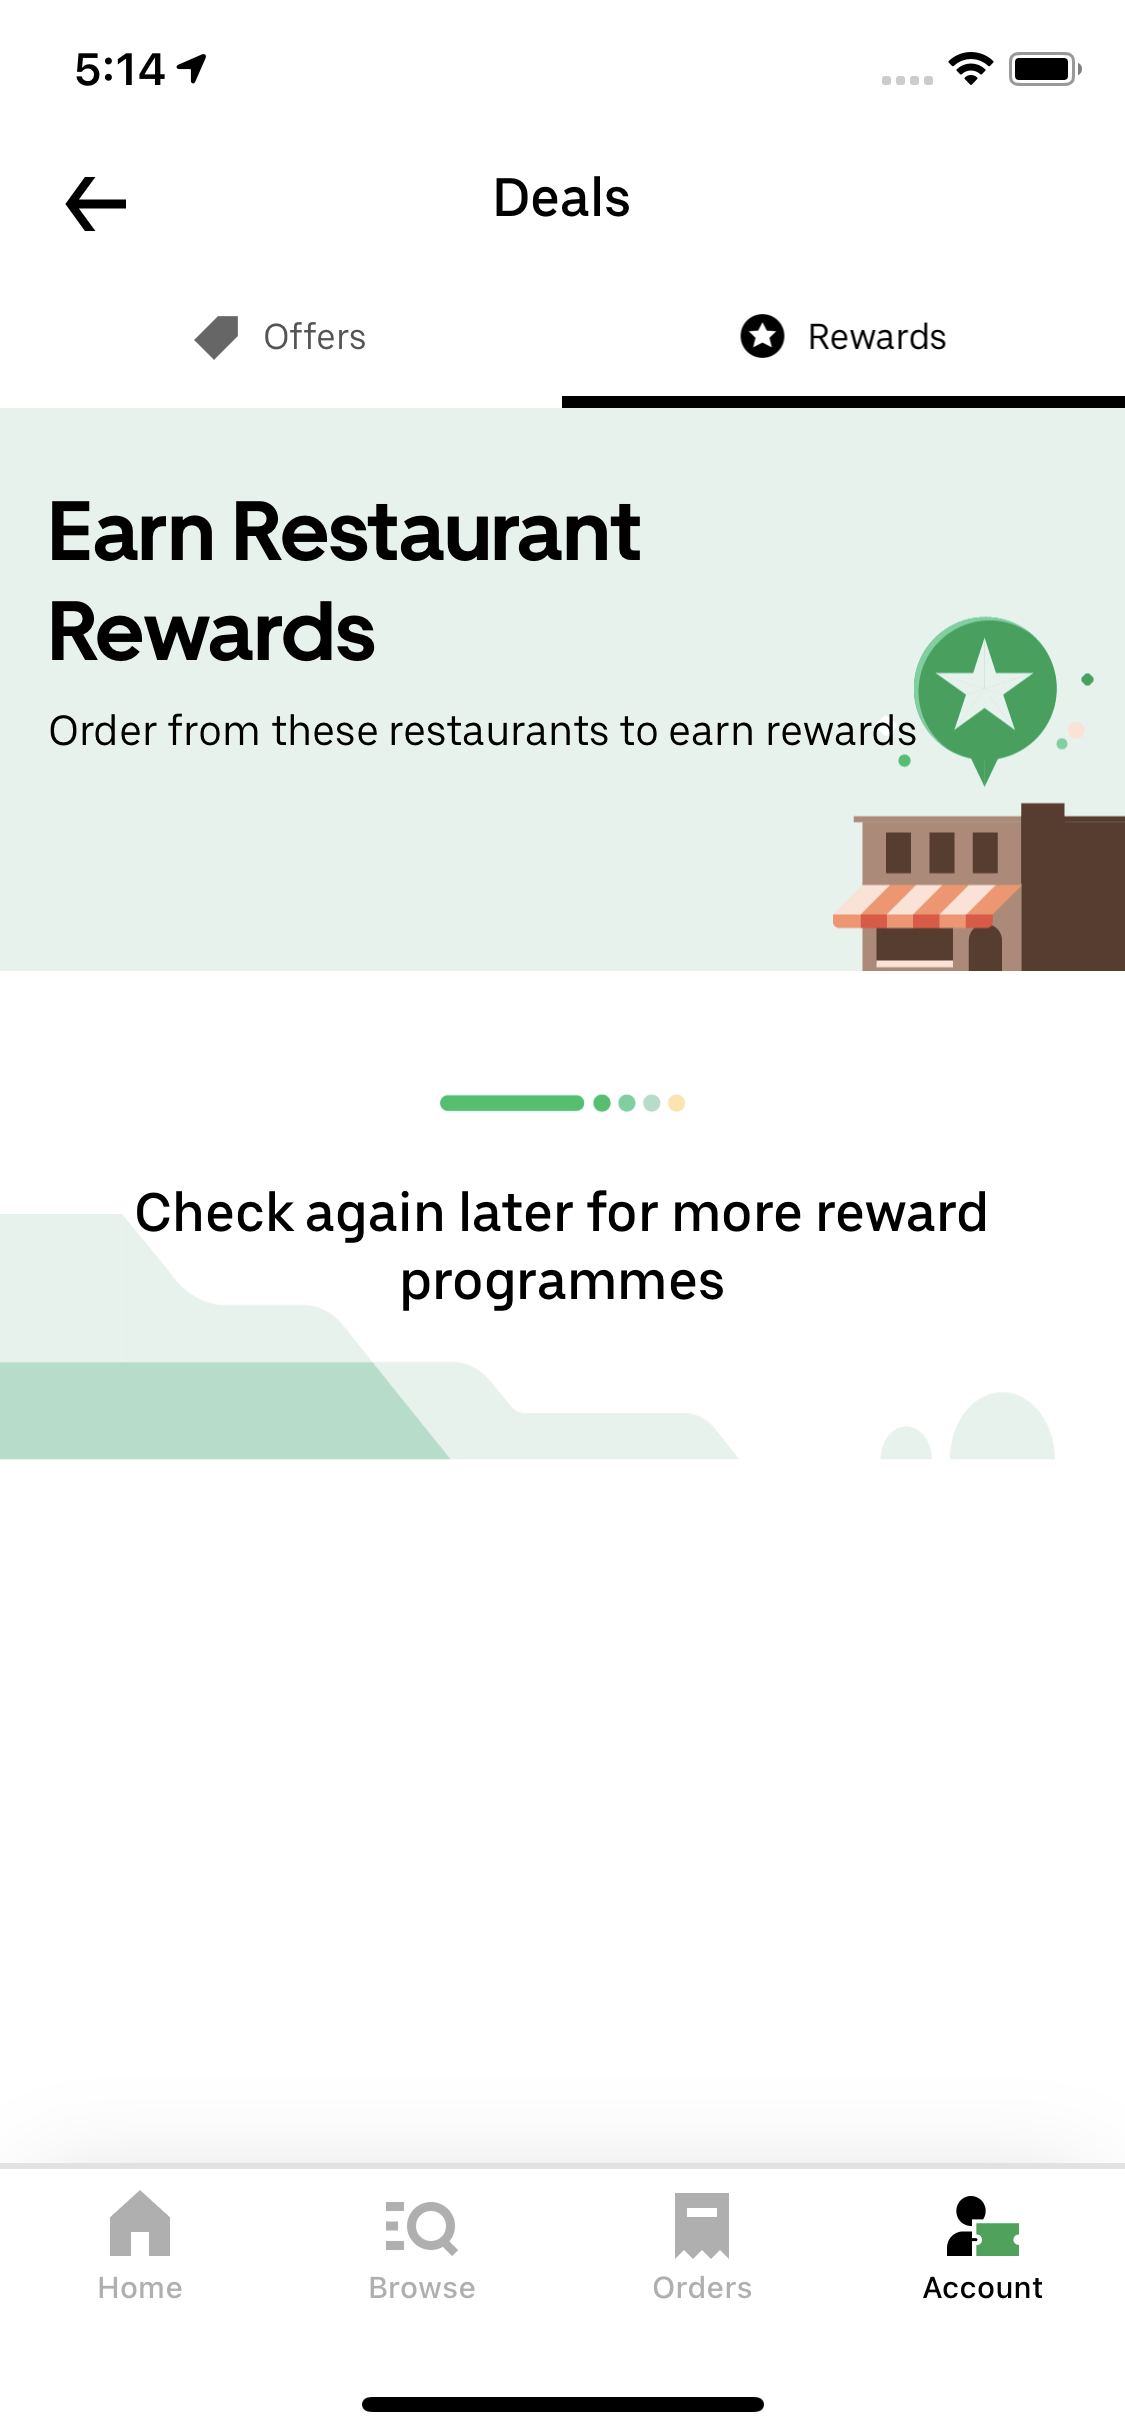 5:14
Deals
Offers
Rewards
Earn Restaurant
Rewards
Order from these restaurants to earn rewards
Check again later for more reward
programmes
Home
Browse
Orders
Account